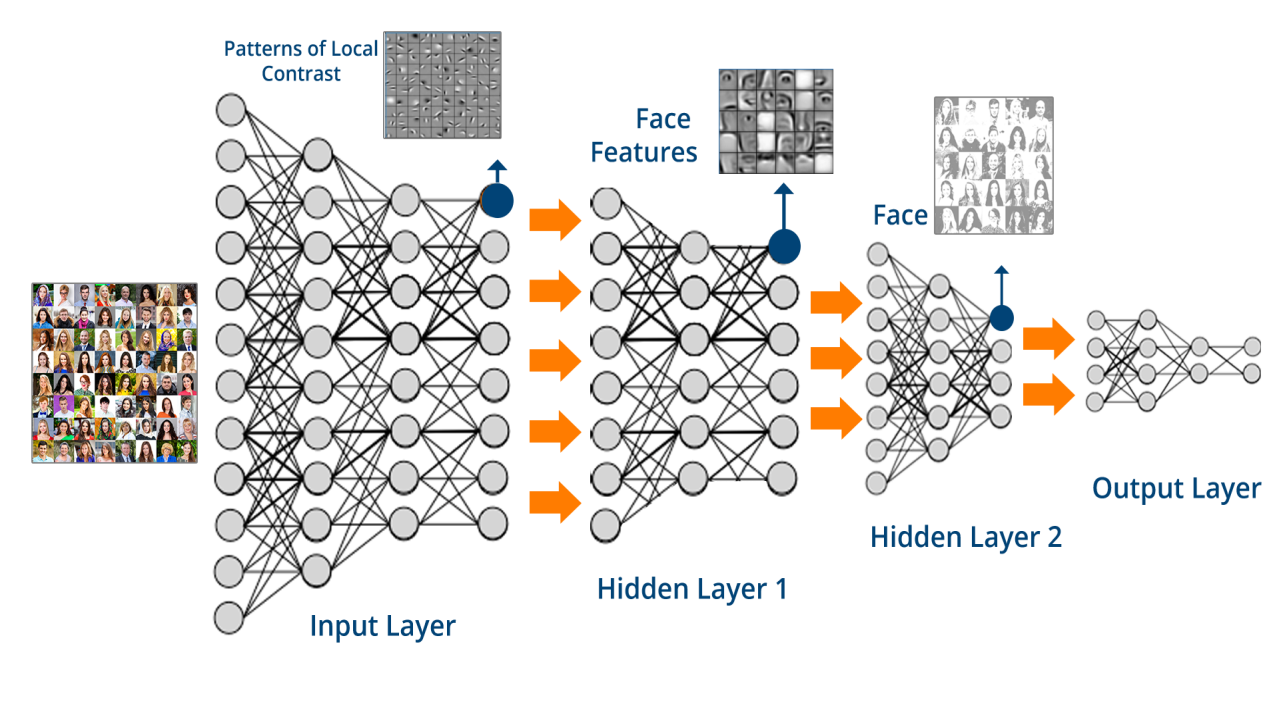 Patterns of Local
Contrast
Face
Features
Face
Input Layer
Hidden Layer 1
Hidden Layer 2
Output Layer